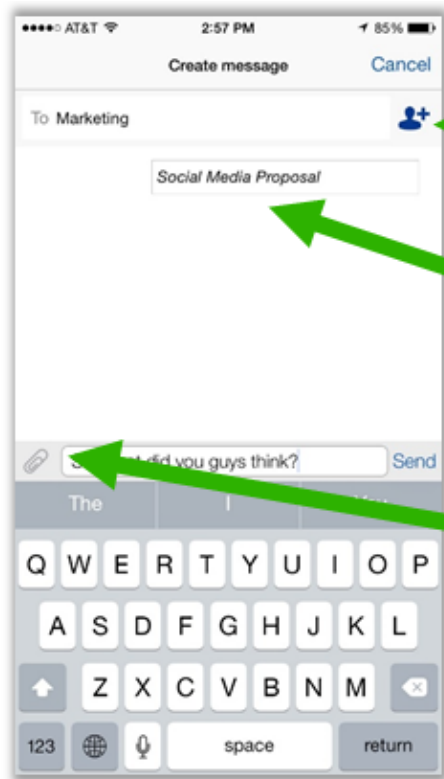 AT&T 2:57 PM 85%
Create message Cancel
To Marketing
Social Media Proposal
did you guys think? Send
The I You
Q W E R T Y U I O P
A S D F G H J K L
Z X C V B N M
123 space return